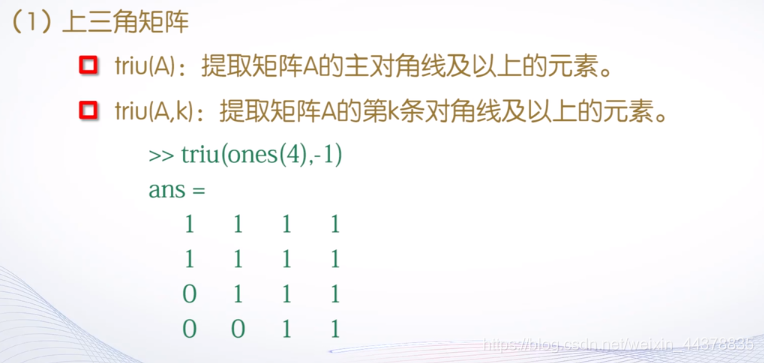 （1）上三角矩阵
triu(A)：提取矩阵A的主对角线及以上的元素。
triu(A,k)：提取矩阵A的第k条对角线及以上的元素。
>> triu(ones(4),-1)
ans =
1 1 1 1
1 1 1 1
0 1 1 1
0 0 1 1
https://blog.csdn.net/weixin_44378835